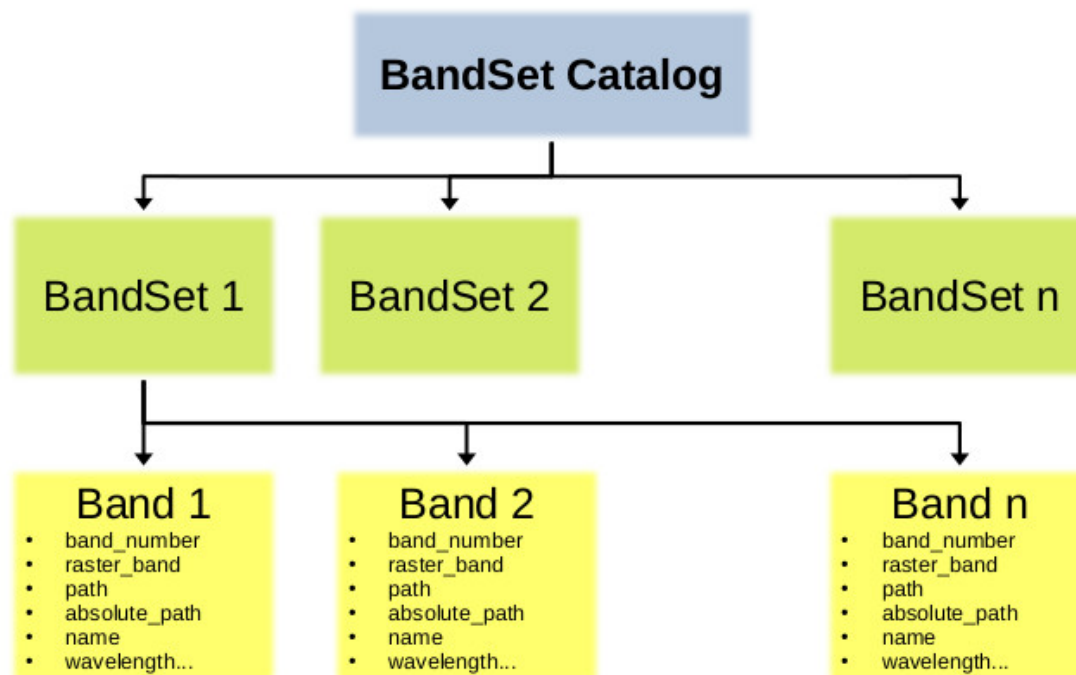 BandSet Catalog
BandSet 1
BandSet 2
BandSet n
Band 1
• band_number
• raster_band
• path
• absolute_path
• name
• wavelength...
Band 2
• band_number
• raster_band
• path
• absolute_path
• name
• wavelength...
Band n
• band_number
• raster_band
• path
• absolute_path
• name
• wavelength...